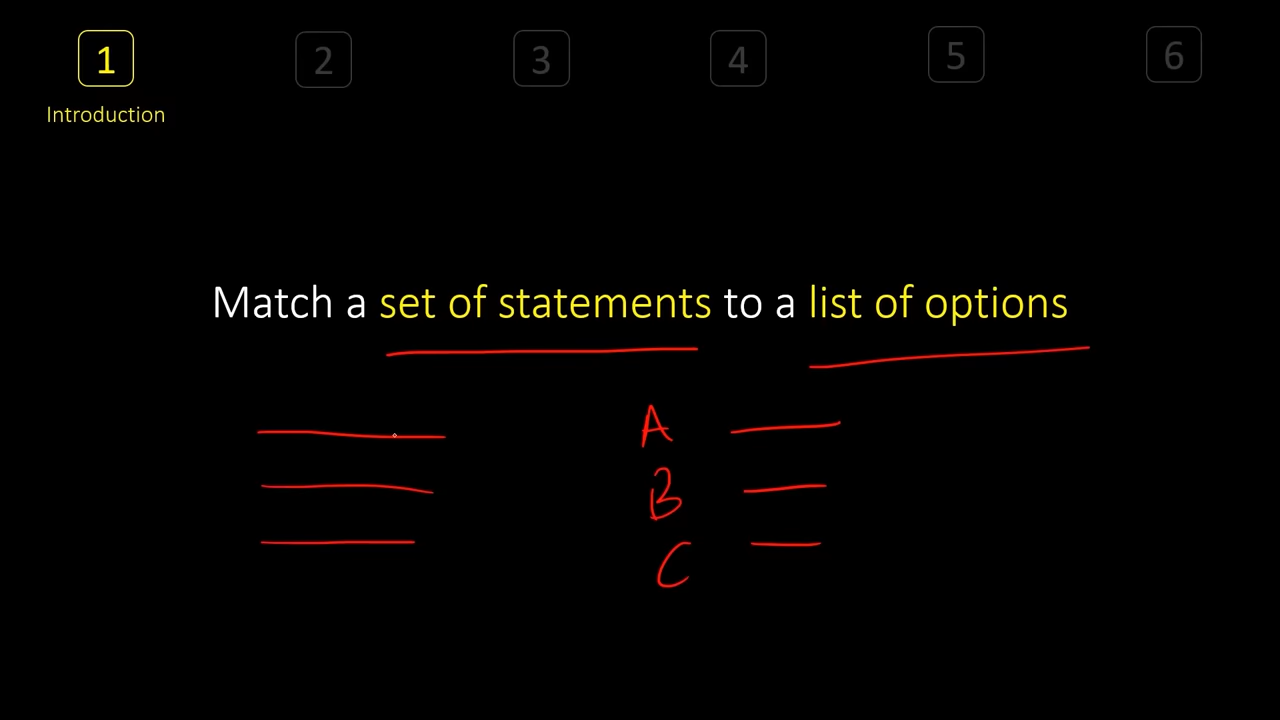 1 2 3 4 5 6
Introduction
Match a set of statements to a list of options
A
B
C